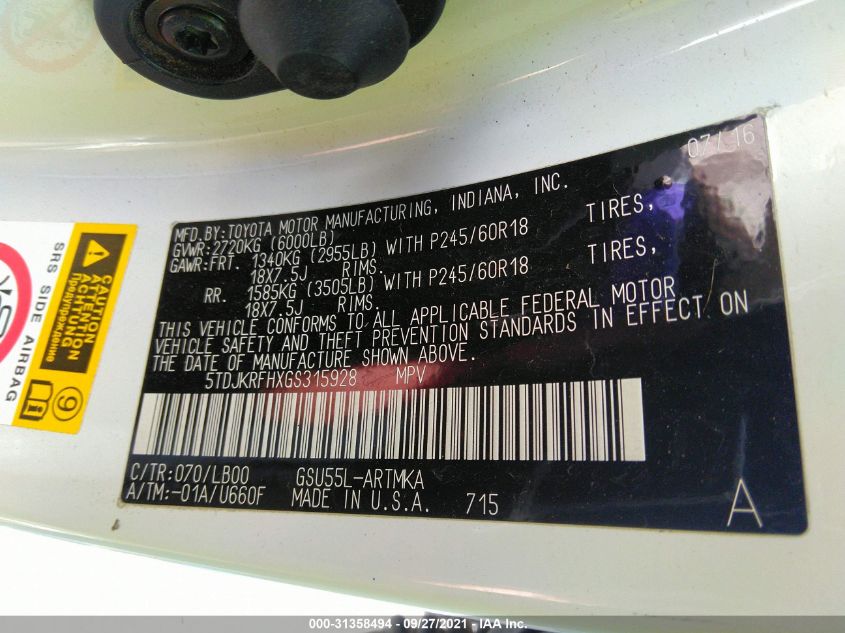 07/16
MFD.BY:TOYOTA MOTOR MANUFACTURING, INDIANA, INC.
GVWR:2720KG (6000LB)
GAWR:FRT. 1340KG (2955LB) WITH P245/60R18 TIRES,
18X7.5J RIMS.
RR. 1585KG (3505LB) WITH P245/60R18 TIRES,
18X7.5J RIMS.
THIS VEHICLE CONFORMS TO ALL APPLICABLE FEDERAL MOTOR
VEHICLE SAFETY AND THEFT PREVENTION STANDARDS IN EFFECT ON
THE DATE OF MANUFACTURE SHOWN ABOVE.
5TDJKRFHXGS315928 MPV
C/TR:070/LB00 GSU55L-ARTMKA
A/TM:-01A/U660F MADE IN U.S.A. 715
A
SRS SIDE AIRBAG
CAUTION
ATTENTION
ACHTUNG
Предупреждение
000-31358494 - 09/27/2021 - IAA Inc.